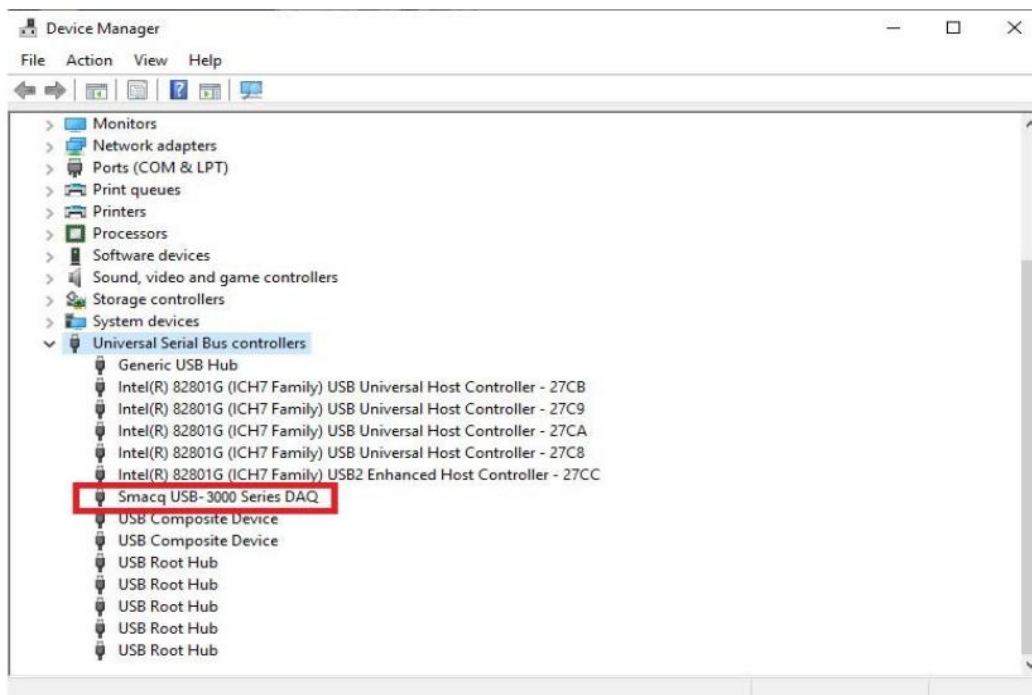 Device Manager
File Action View Help
Monitors
Network adapters
Ports (COM & LPT)
Print queues
Printers
Processors
Software devices
Sound, video and game controllers
Storage controllers
System devices
Universal Serial Bus controllers
Generic USB Hub
Intel(R) 82801G (ICH7 Family) USB Universal Host Controller - 27CB
Intel(R) 82801G (ICH7 Family) USB Universal Host Controller - 27C9
Intel(R) 82801G (ICH7 Family) USB Universal Host Controller - 27CA
Intel(R) 82801G (ICH7 Family) USB Universal Host Controller - 27C8
Intel(R) 82801G (ICH7 Family) USB2 Enhanced Host Controller - 27CC
Smacq USB-3000 Series DAQ
USB Composite Device
USB Composite Device
USB Root Hub
USB Root Hub
USB Root Hub
USB Root Hub
USB Root Hub